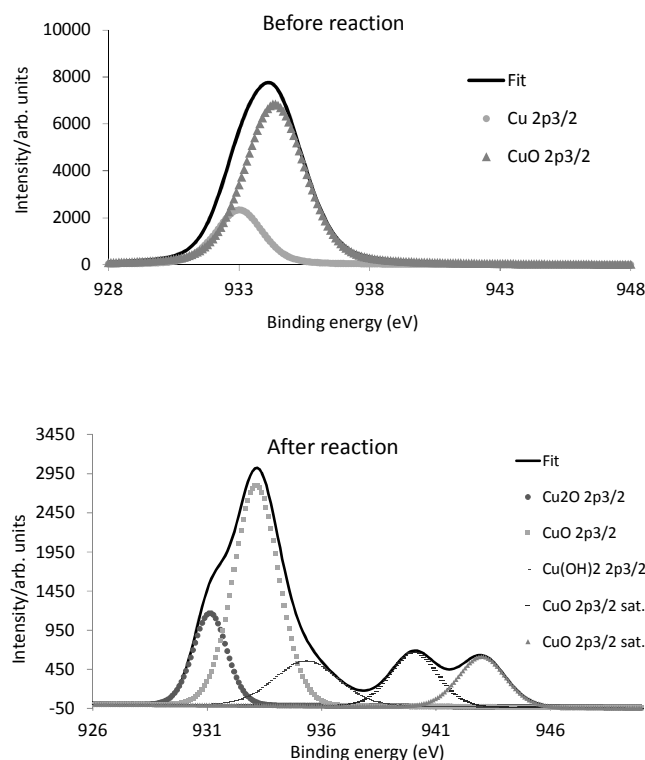 Before reaction
10000
8000
6000
4000
2000
0
Intensity/arb. units
Fit
Cu 2p3/2
CuO 2p3/2
928
933
938
943
948
Binding energy (eV)
After reaction
3450
2950
2450
1950
1450
950
450
-50
Intensity/arb. units
Fit
Cu2O 2p3/2
CuO 2p3/2
Cu(OH)2 2p3/2
CuO 2p3/2 sat.
CuO 2p3/2 sat.
926
931
936
941
946
Binding energy (eV)